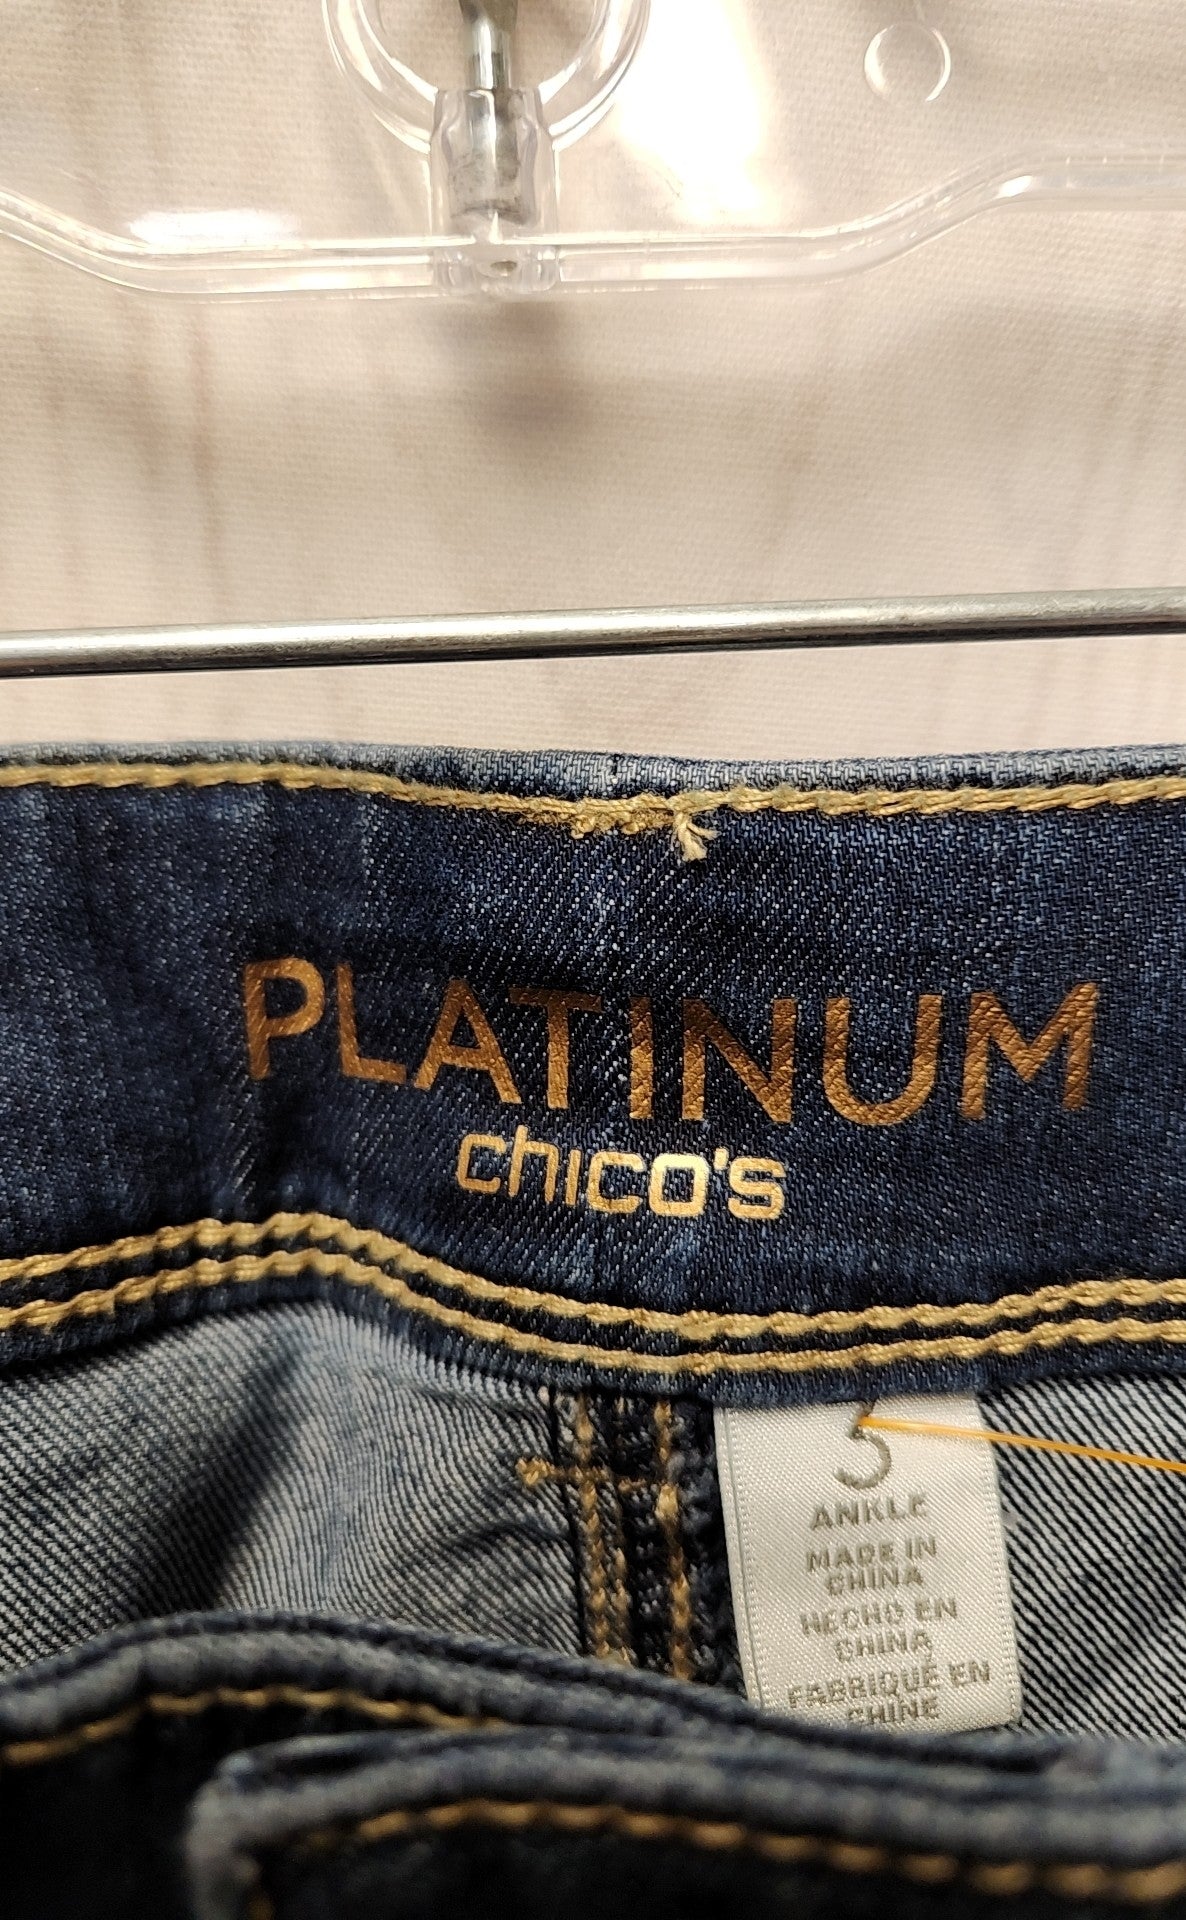 PLATINUM
chico's
3
ANKLE
MADE IN
CHINA
HECHO EN
CHINA
FABRIQUÉ EN
CHINE